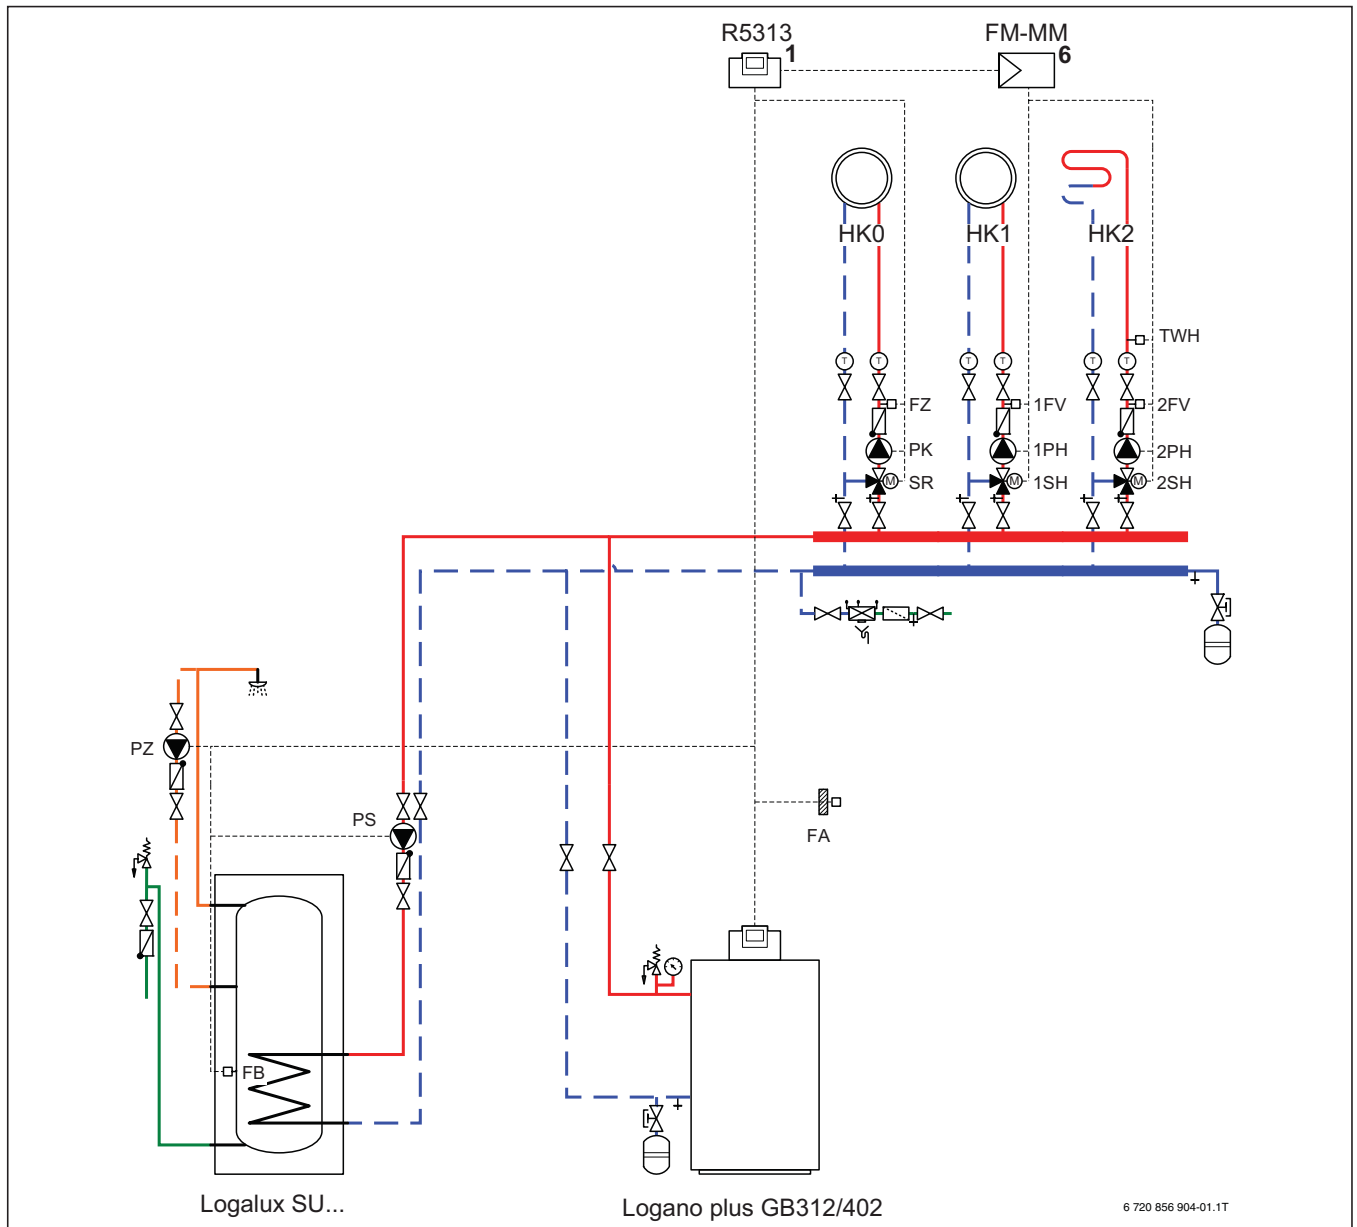 R5313 FM-MM
1 6
HK0 HK1 HK2
TWH
T T T T T T
FZ 1FV 2FV
PK 1PH 2PH
M SR M 1SH M 2SH
PZ
PS
FA
FB
Logalux SU...
Logano plus GB312/402
6 720 856 904-01.1T